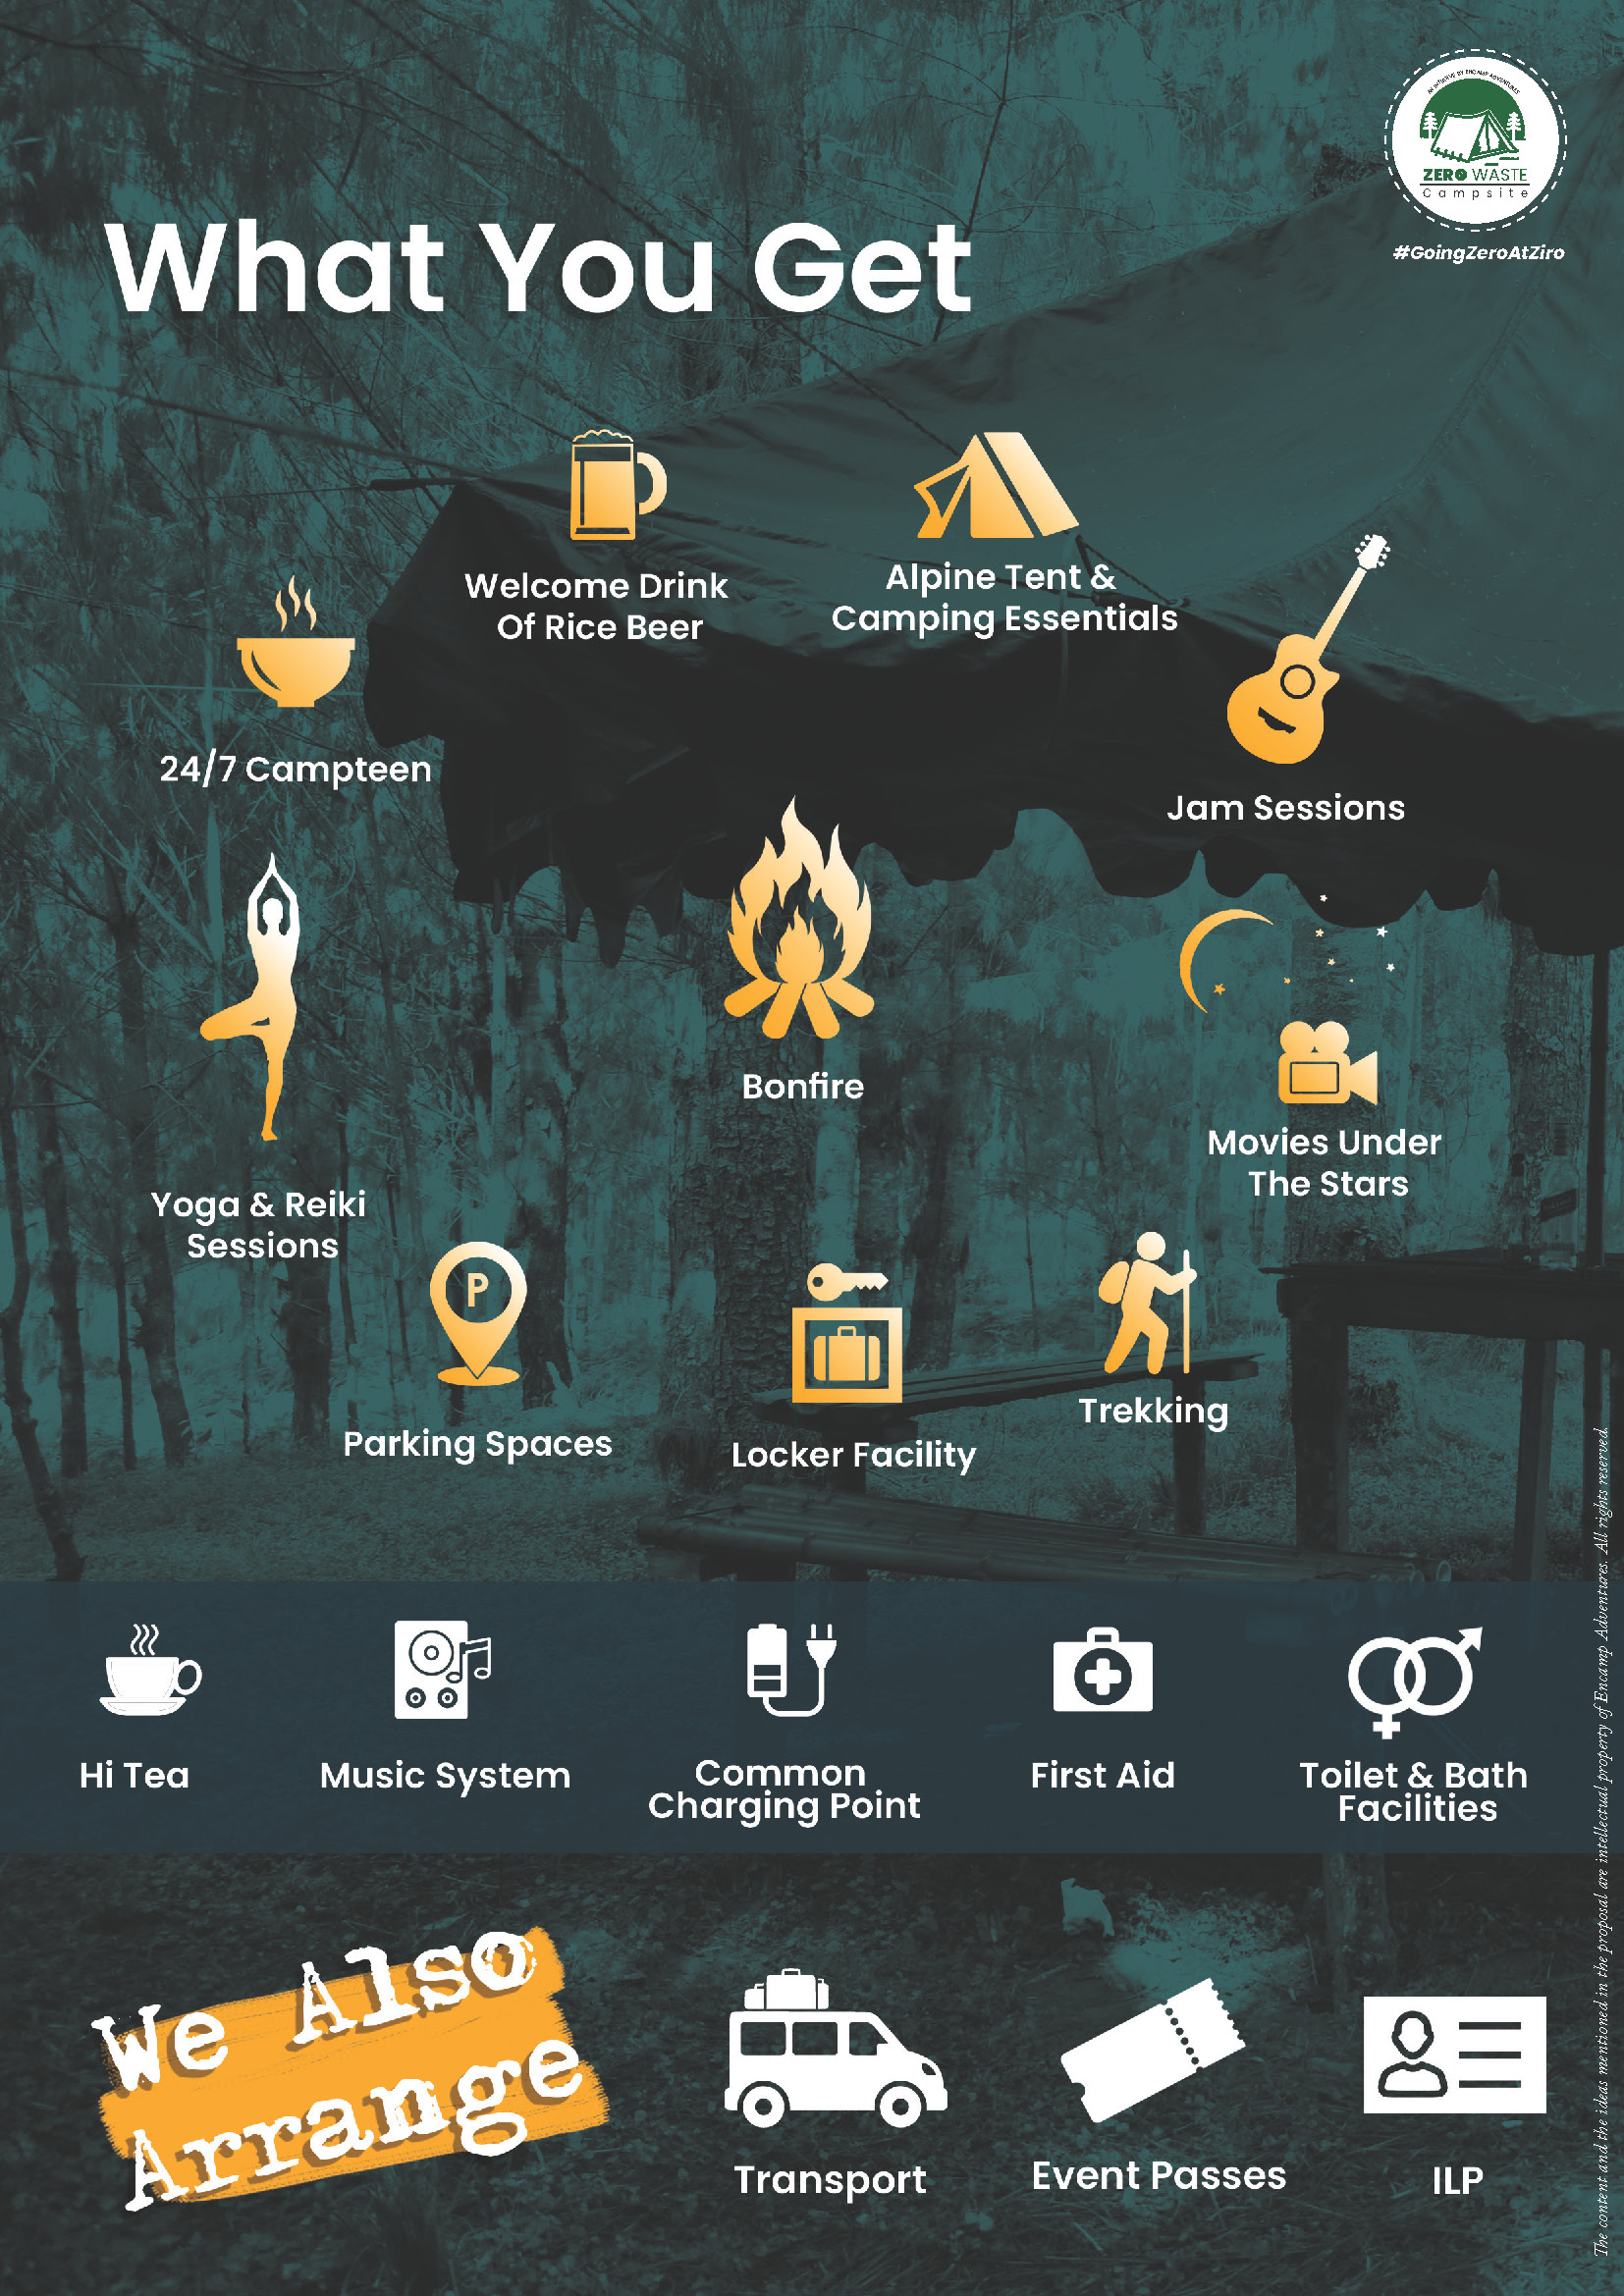 AN INITIATIVE BY ENCAMP ADVENTURES
ZERO WASTE
Campsite
#GoingZeroAtZiro
What You Get
Welcome Drink
Of Rice Beer
Alpine Tent &
Camping Essentials
24/7 Campteen
Jam Sessions
Bonfire
Movies Under
The Stars
Yoga & Reiki
Sessions
P
Parking Spaces
Locker Facility
Trekking
Hi Tea
Music System
Common
Charging Point
First Aid
Toilet & Bath
Facilities
We Also
Arrange
Transport
Event Passes
ILP
The content and the ideas mentioned in the proposal are intellectual property of Encamp Adventures. All rights reserved.